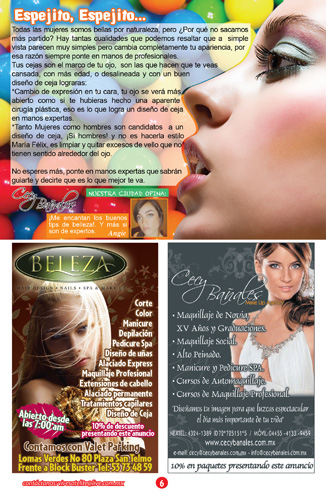 Espejito, Espejito...
Todas las mujeres somos bellas por naturaleza, pero ¿Por qué no sacamos
más partido? Hay tantas qualidades que podemos resaltar que a simple
vista parecen muy simples pero cambia completamente tu apariencia, por
esa razón siempre ponte en manos de profesionales.
Tus cejas son el marco de tu ojo, son las que hacen que te veas
cansada, con más edad, o desalineada y con un buen
diseño de ceja lograras:
*Cambio de expresión en tu cara, tu ojo se verá más
abierto como si te hubieras hecho una aparente
cirugía plástica, eso es lo que logra un diseño de ceja
en manos expertas.
*Tanto Mujeres como hombres son candidatos a un
diseño de ceja, ¡Si hombres! y no es hacerla estilo
María Félix, es limpiar y quitar excesos de vello que no
tienen sentido alrededor del ojo.
No esperes más, ponte en manos expertas que sabrán
guiarte y decirte que es lo que mejor te va.
Cecy Bañales
NUESTRA CIUDAD OPINA:
¡Me encantan los buenos
tips de belleza! Y más si
son de expertos.
Angie
BELEZA
HAIR DESIGN • NAILS • SPA & MAKE UP
Corte
Color
Manicure
Depilación
Pedicure Spa
Diseño de uñas
Alaciado Express
Maquillaje Profesional
Extensiones de cabello
Alaciado permanente
Tratamientos capilares
Diseño de Ceja
10% de descuento
presentando este anuncio
Abierto desde
las 7:00
Contamos con Valet Parking
Lomas Verdes No 80 Plaza San Telmo
Frente a Block Buster Tel: 53 73 48 59
Cecy
Bañales
Make Up
• Maquillaje de Novia,
XV Años y Graduaciones.
• Maquillaje Social.
• Alto Peinado.
• Manicure y Pedicure SPA.
• Cursos de Automaquillaje.
• Cursos de Maquillaje Profesional.
Diseñamos tu imagen para que luzcas espectacular
el día más importante de tu vida
www.cecybanales.com.mx
10% en paquetes presentando este anuncio
6